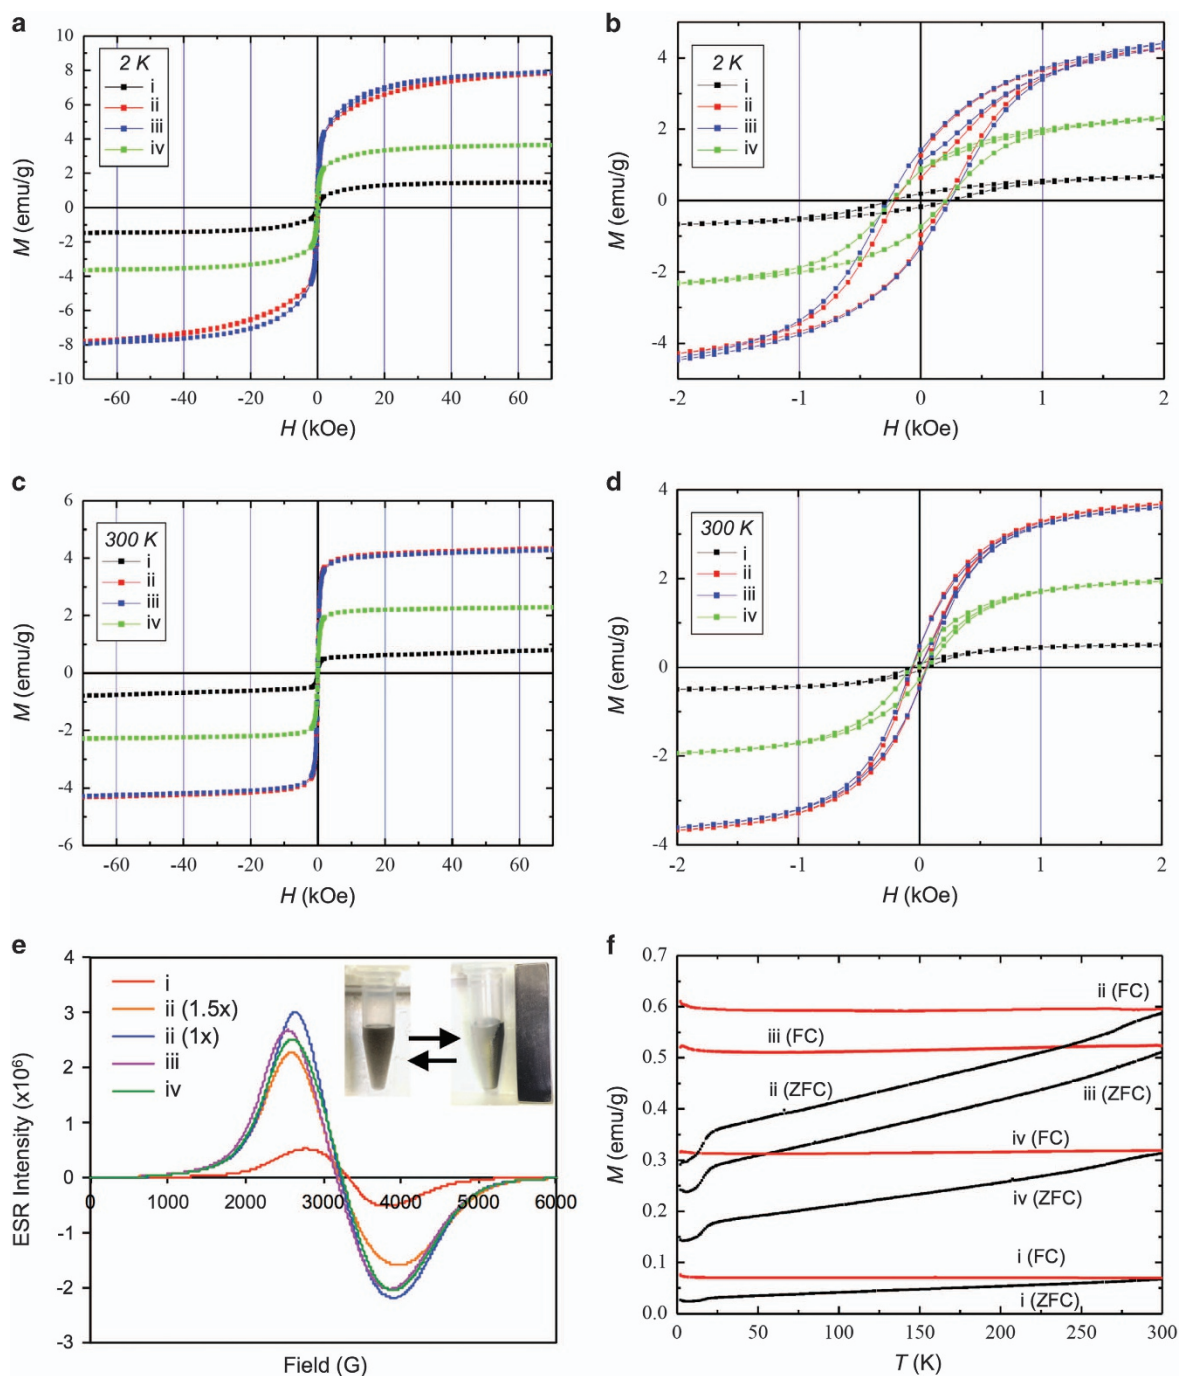 a
10
8
6
4
2
0
-2
-4
-6
-8
-10
M (emu/g)
2 K
i
ii
iii
iv
-60 -40 -20 0 20 40 60
H (kOe)
b
4
2
0
-2
-4
M (emu/g)
2 K
i
ii
iii
iv
-2 -1 0 1 2
H (kOe)
c
6
4
2
0
-2
-4
-6
M (emu/g)
300 K
i
ii
iii
iv
-60 -40 -20 0 20 40 60
H (kOe)
d
4
2
0
-2
-4
M (emu/g)
300 K
i
ii
iii
iv
-2 -1 0 1 2
H (kOe)
e
4
3
2
1
0
-1
-2
-3
ESR Intensity (x10⁶)
i
ii (1.5x)
ii (1x)
iii
iv
0 1000 2000 3000 4000 5000 6000
Field (G)
f
0.7
0.6
0.5
0.4
0.3
0.2
0.1
0.0
M (emu/g)
ii (FC)
iii (FC)
ii (ZFC)
iii (ZFC)
iv (FC)
iv (ZFC)
i (FC)
i (ZFC)
0 50 100 150 200 250 300
T (K)